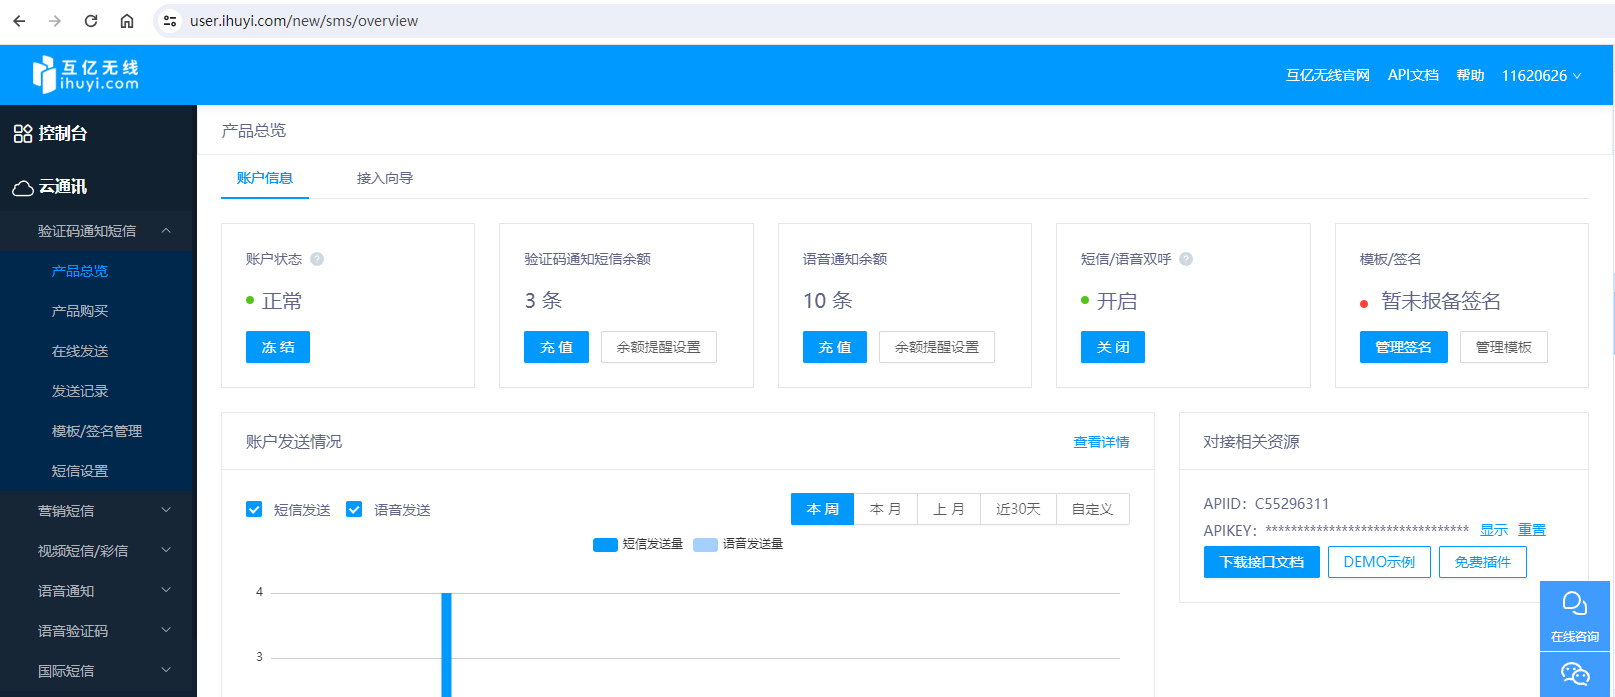 user.ihuyi.com/new/sms/overview
互亿无线
ihuyi.com
互亿无线官网 API文档 帮助 11620626
控制台
云通讯
验证码通知短信
产品总览
产品购买
在线发送
发送记录
模板/签名管理
短信设置
营销短信
视频短信/彩信
语音通知
语音验证码
国际短信
产品总览
账户信息 接入向导
账户状态 ?
正常
冻 结
验证码通知短信余额
3 条
充 值 余额提醒设置
语音通知余额
10 条
充 值 余额提醒设置
短信/语音双呼 ?
开启
关 闭
模板/签名
暂未报备签名
管理签名 管理模板
账户发送情况 查看详情
短信发送 语音发送
本 周 本 月 上 月 近30天 自定义
短信发送量 语音发送量
4
3
对接相关资源
APIID：C55296311
APIKEY：******************************** 显示 重置
下载接口文档 DEMO示例 免费插件
在线咨询